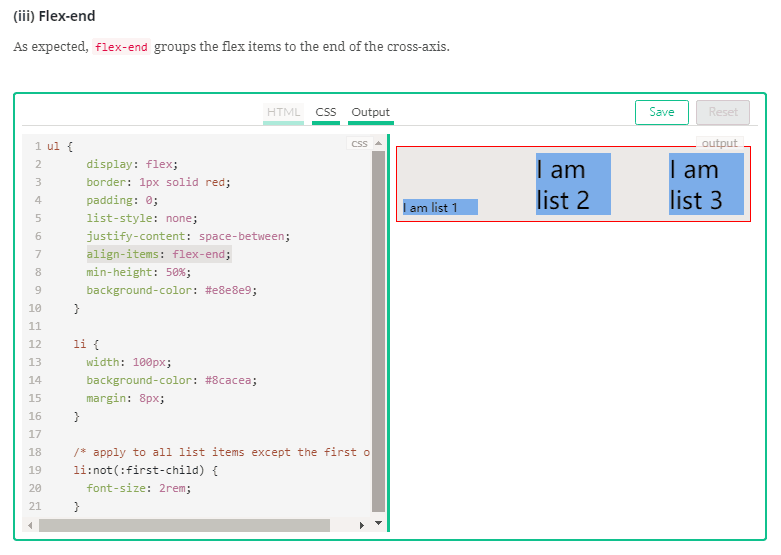 (iii) Flex-end
As expected, flex-end groups the flex items to the end of the cross-axis.
HTML CSS Output Save Reset
css
1 ul {
2 display: flex;
3 border: 1px solid red;
4 padding: 0;
5 list-style: none;
6 justify-content: space-between;
7 align-items: flex-end;
8 min-height: 50%;
9 background-color: #e8e8e9;
10 }
11
12 li {
13 width: 100px;
14 background-color: #8cacea;
15 margin: 8px;
16 }
17
18 /* apply to all list items except the first o
19 li:not(:first-child) {
20 font-size: 2rem;
21 }
output
I am list 1
I am
list 2
I am
list 3